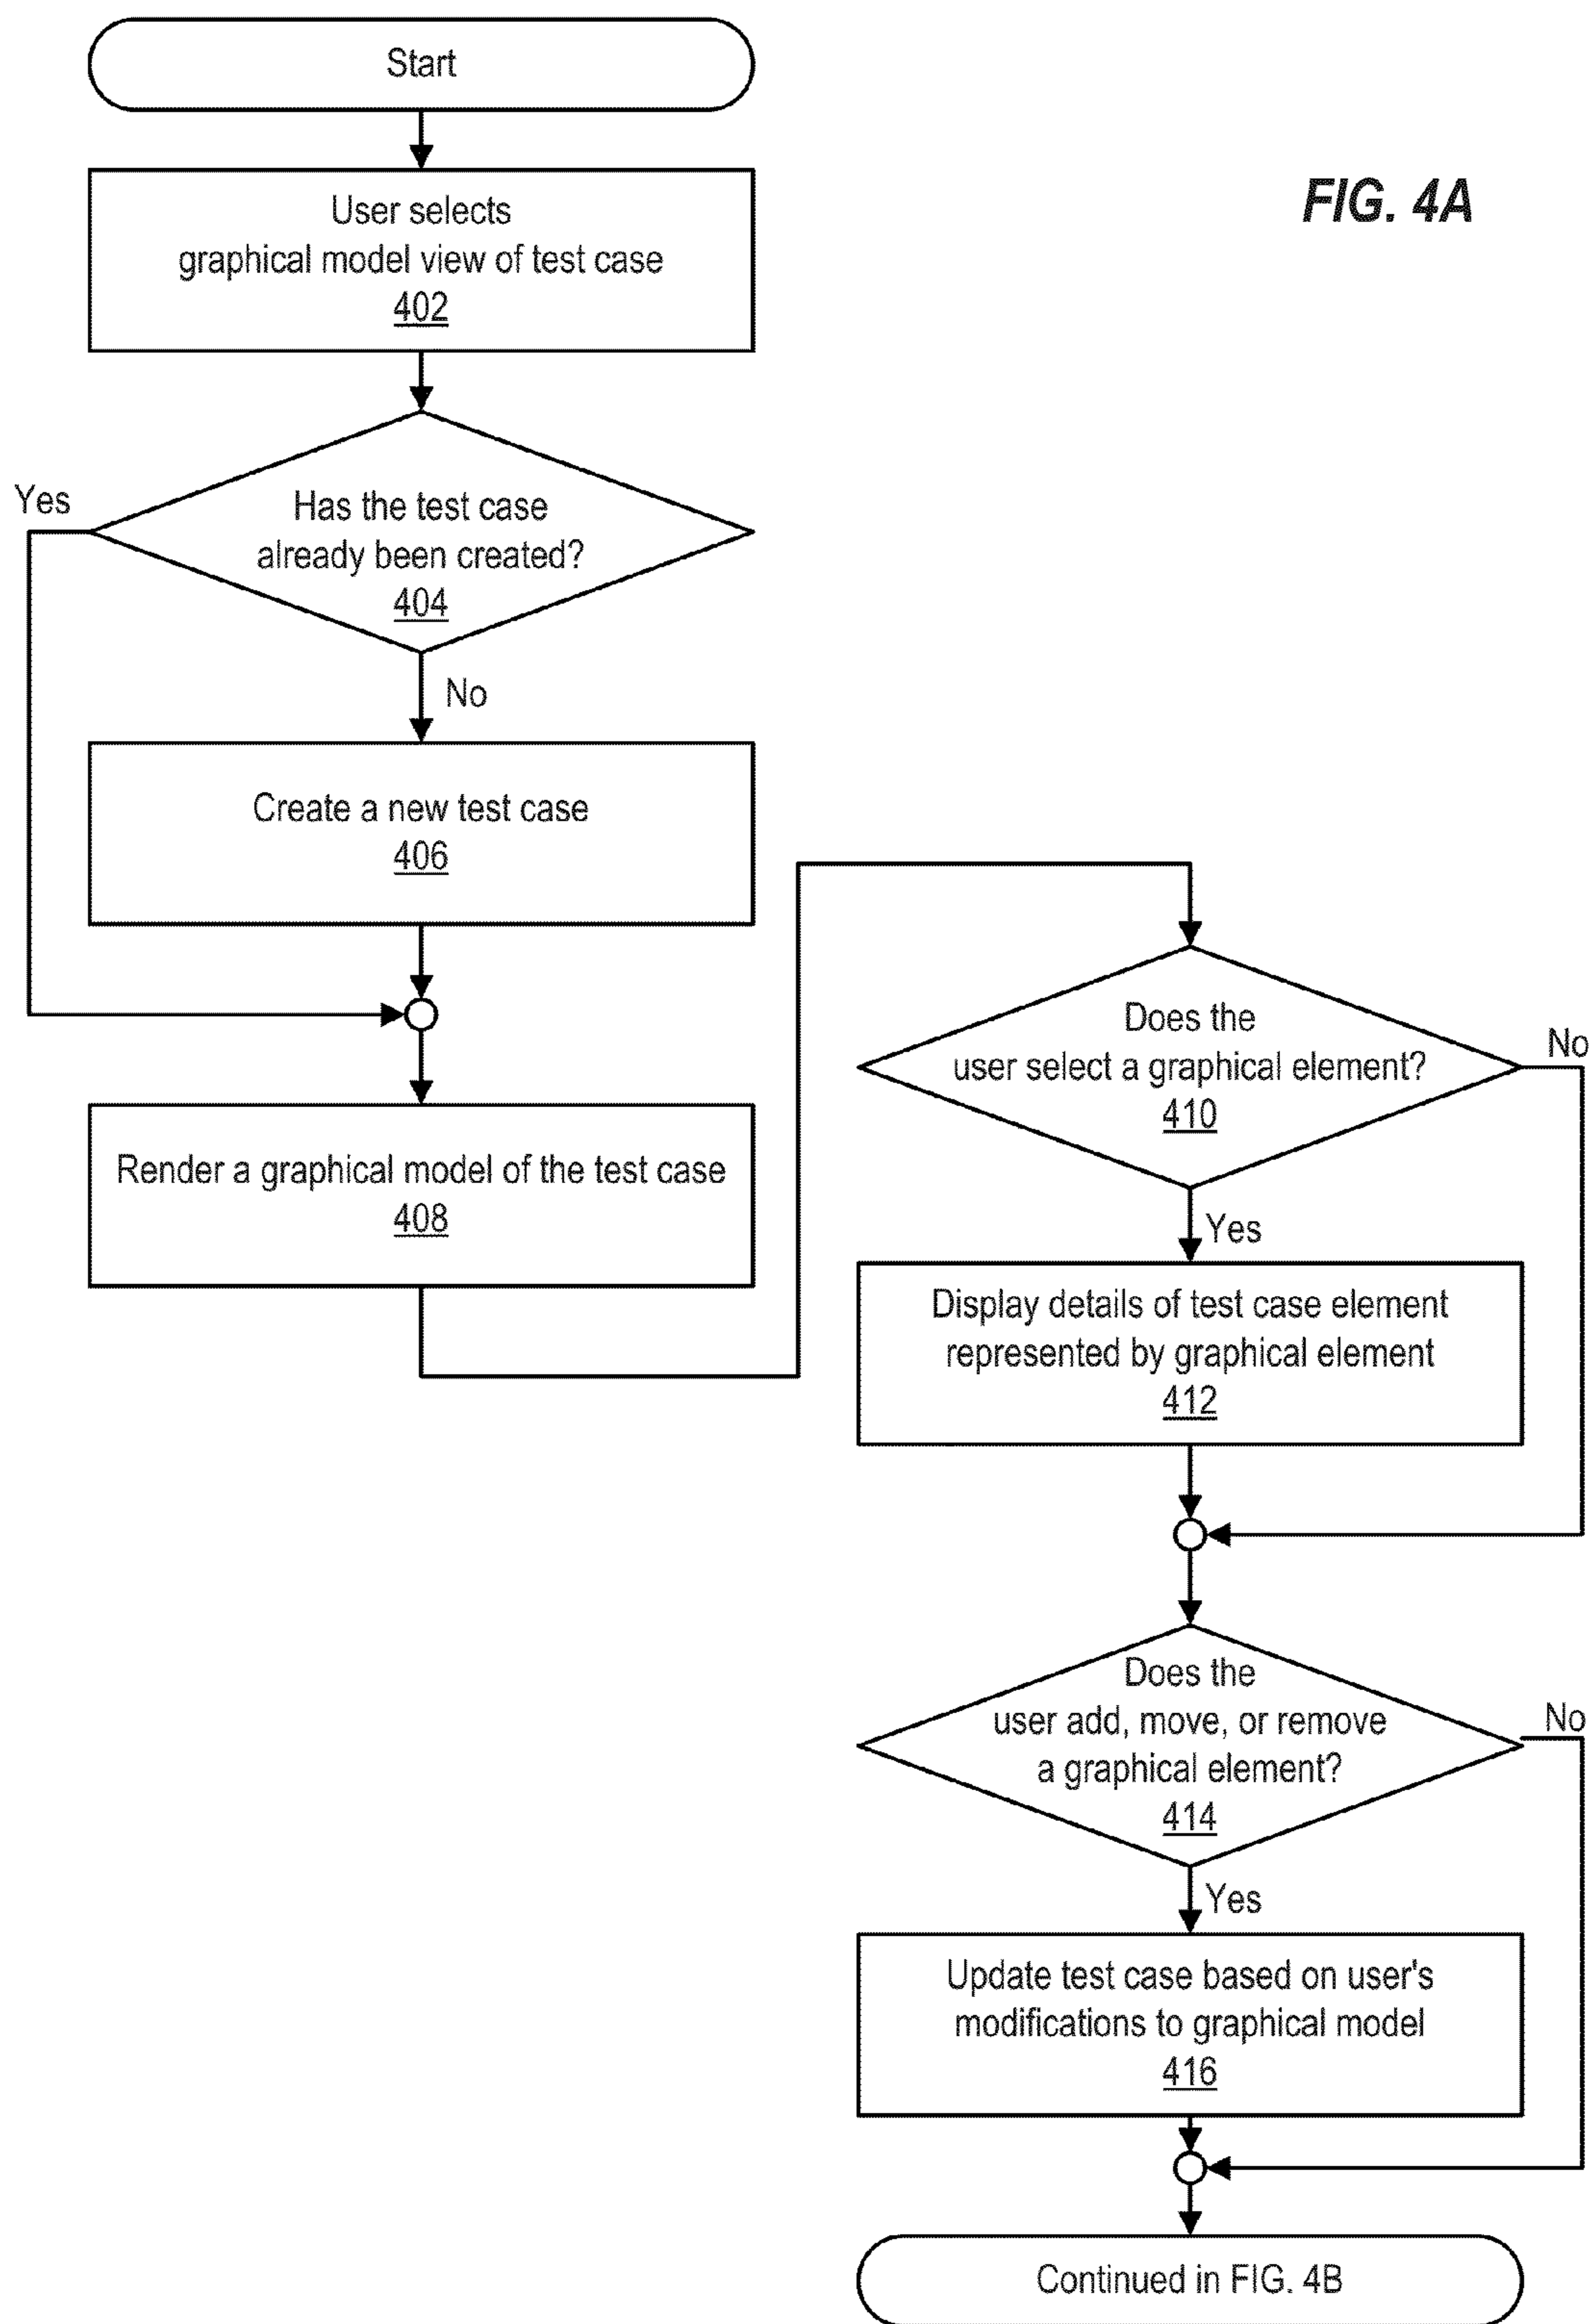 Start
FIG. 4A
User selects
graphical model view of test case
402
Yes
Has the test case
already been created?
404
No
Create a new test case
406
Render a graphical model of the test case
408
Does the
user select a graphical element?
410
No
Yes
Display details of test case element
represented by graphical element
412
Does the
user add, move, or remove
a graphical element?
414
No
Yes
Update test case based on user's
modifications to graphical model
416
Continued in FIG. 4B